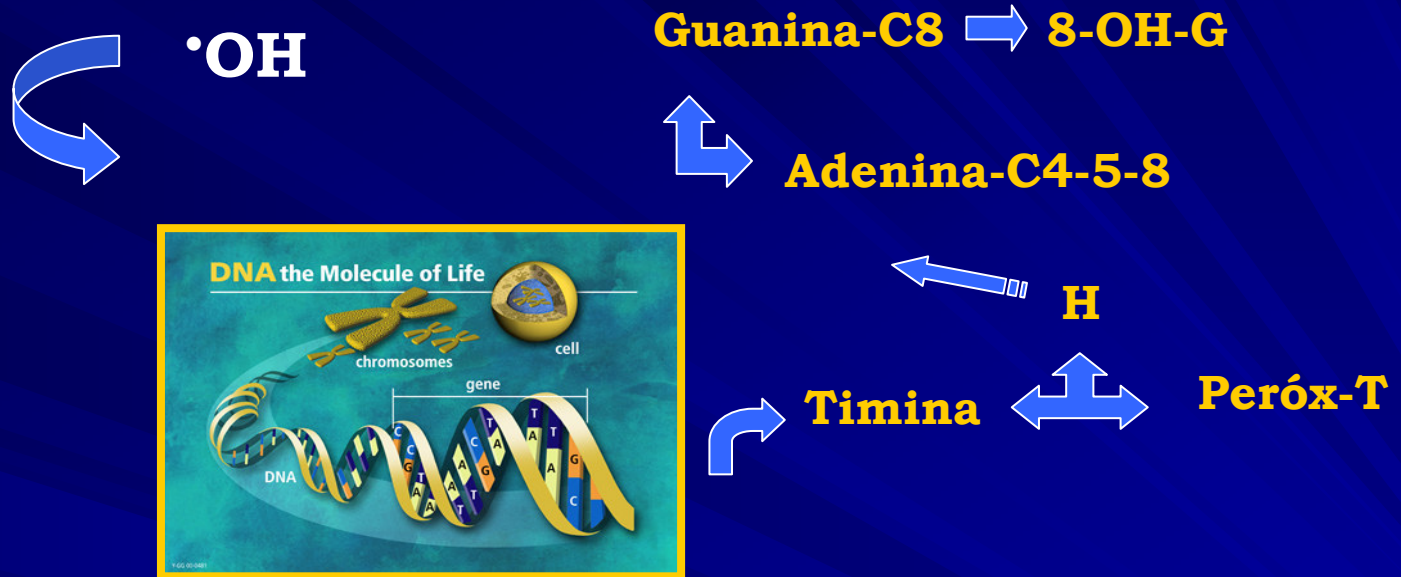 •OH
Guanina-C8 8-OH-G
Adenina-C4-5-8
H
Timina
Peróx-T
DNA the Molecule of Life
chromosomes
cell
gene
DNA
C
C
G
T
A
A
A
A
T
C
T
G
T
A
T
A
T
A
G
C